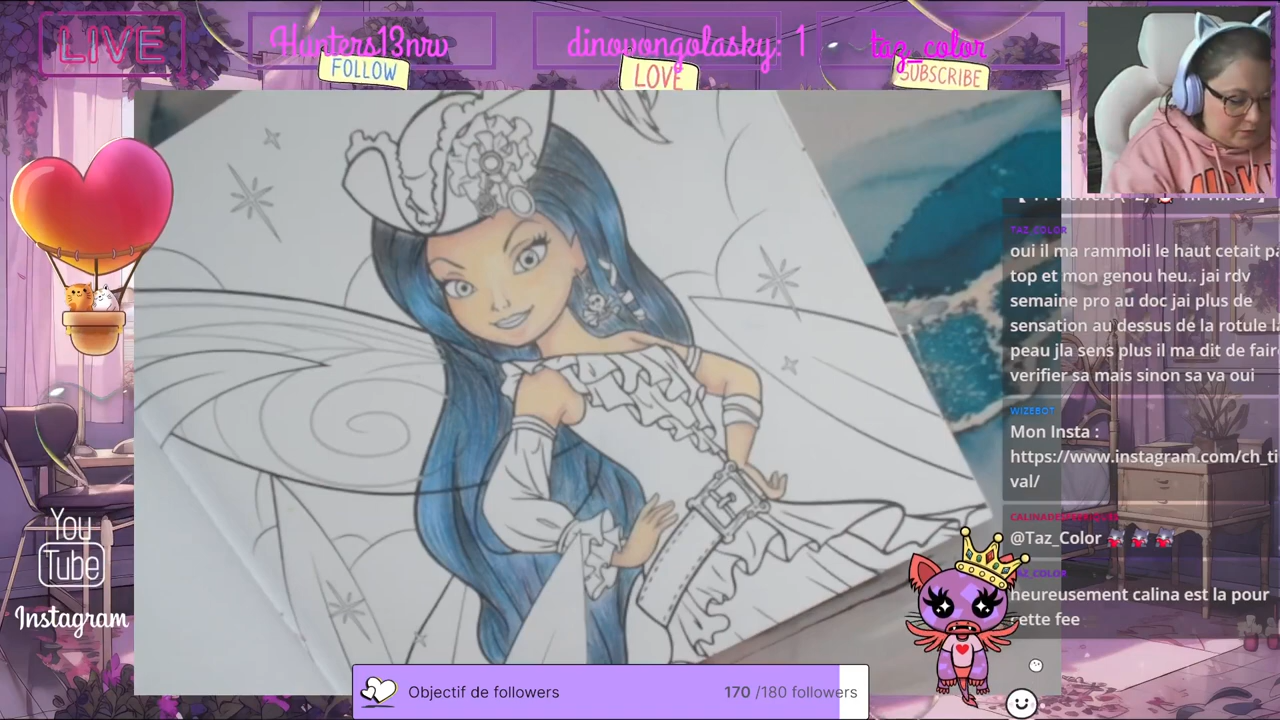 LIVE
Hunters13nrv
FOLLOW
dinovongolasky: 1
LOVE
taz_color
SUBSCRIBE
TAZ_COLOR
oui il ma rammoli le haut cetait pa
top et mon genou heu.. jai rdv
semaine pro au doc jai plus de
sensation au dessus de la rotule l
peau jla sens plus il ma dit de fair
verifier sa mais sinon sa va oui
WIZEBOT
Mon Insta :
https://www.instagram.com/ch_ti
val/
@Taz_Color
TAZ_COLOR
heureusement calina est la pour
cette fee
You
Tube
Instagram
Objectif de followers
170 /180 followers